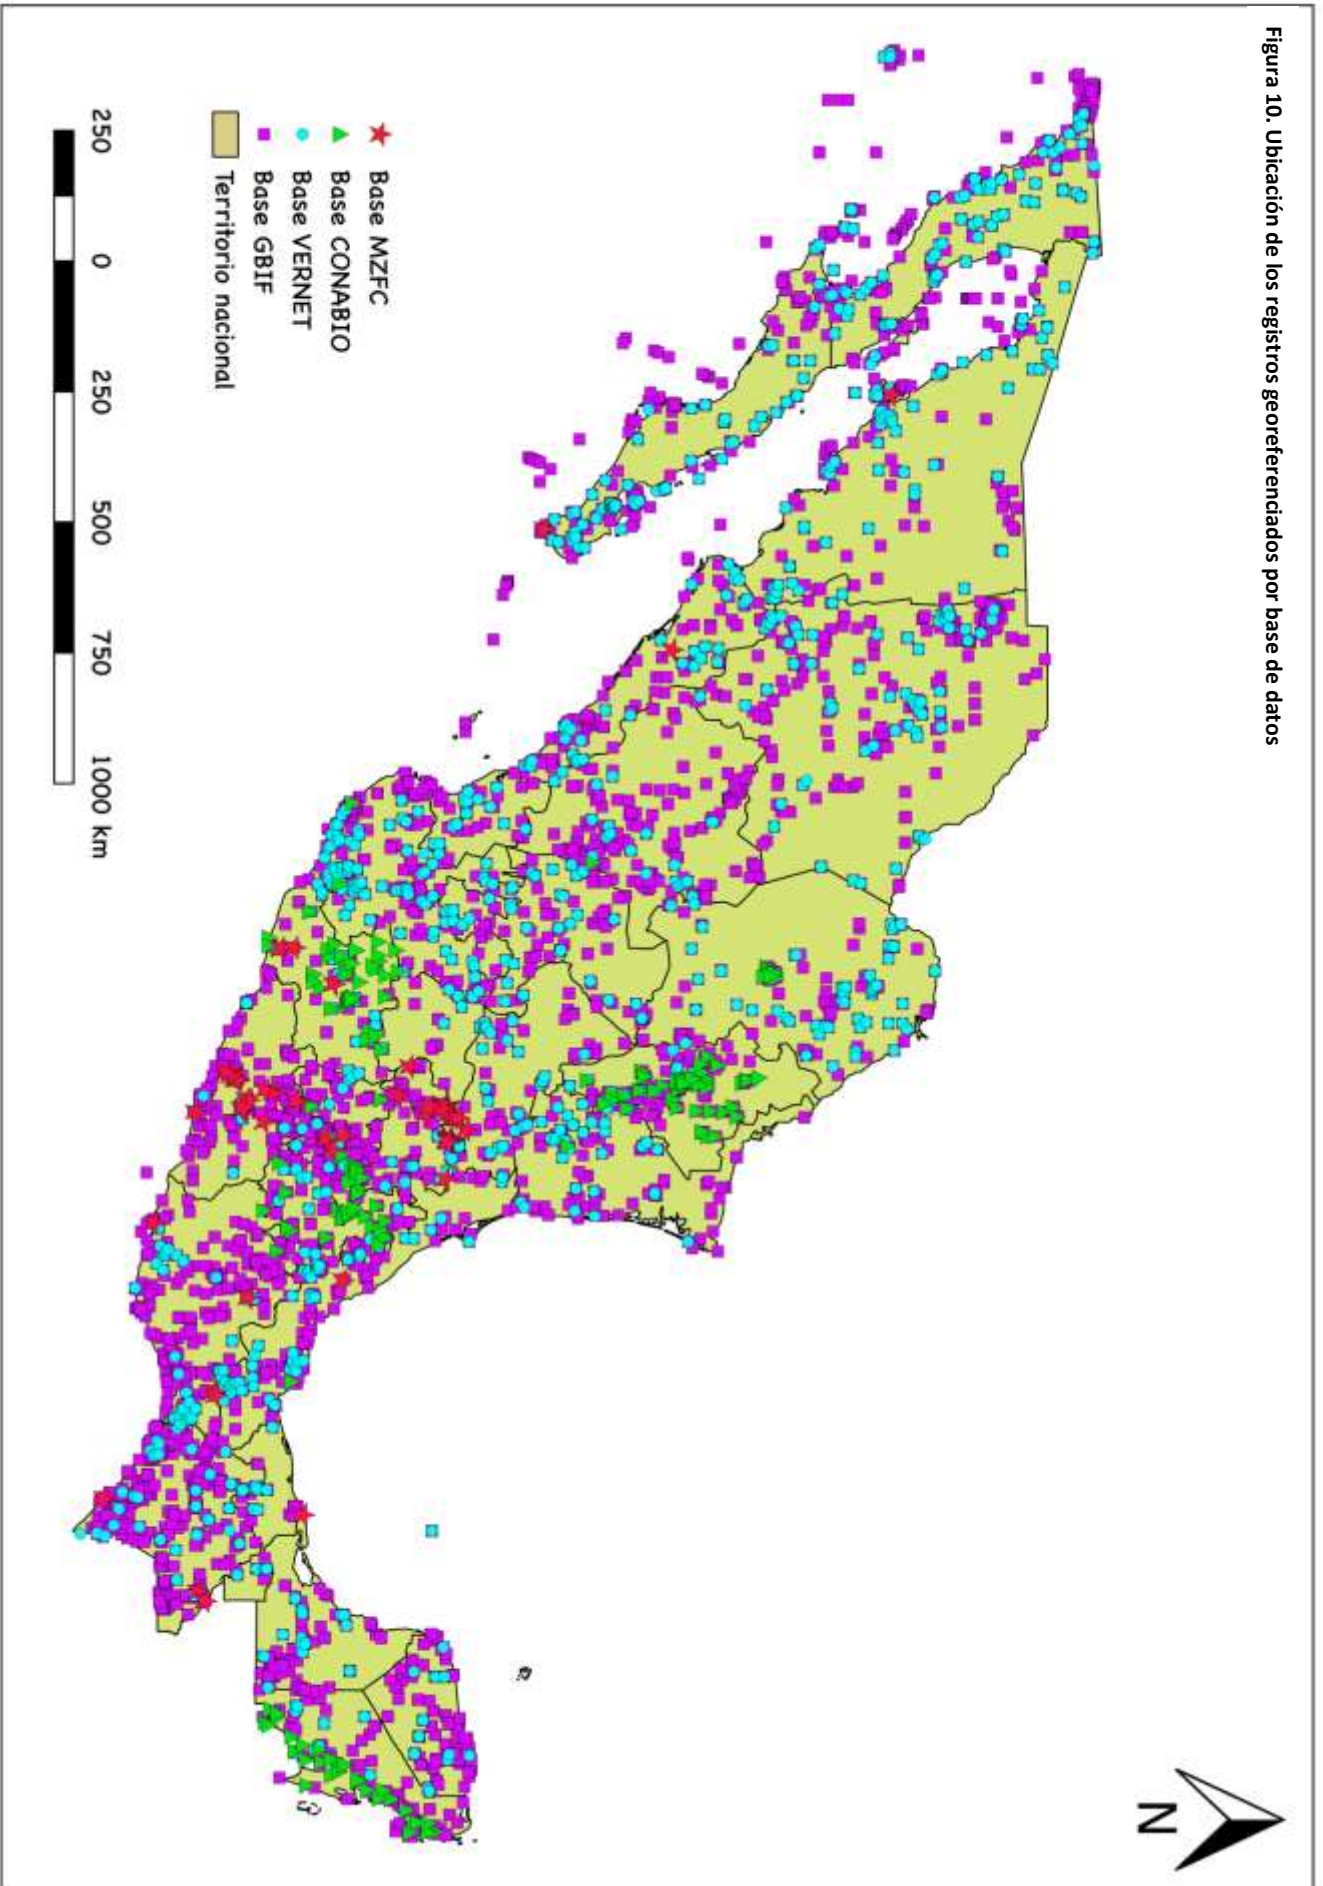 Figura 10. Ubicación de los registros georeferenciados por base de datos
N
Base MZFC
Base CONABIO
Base VERNET
Base GBIF
Territorio nacional
250 0 250 500 750 1000 km